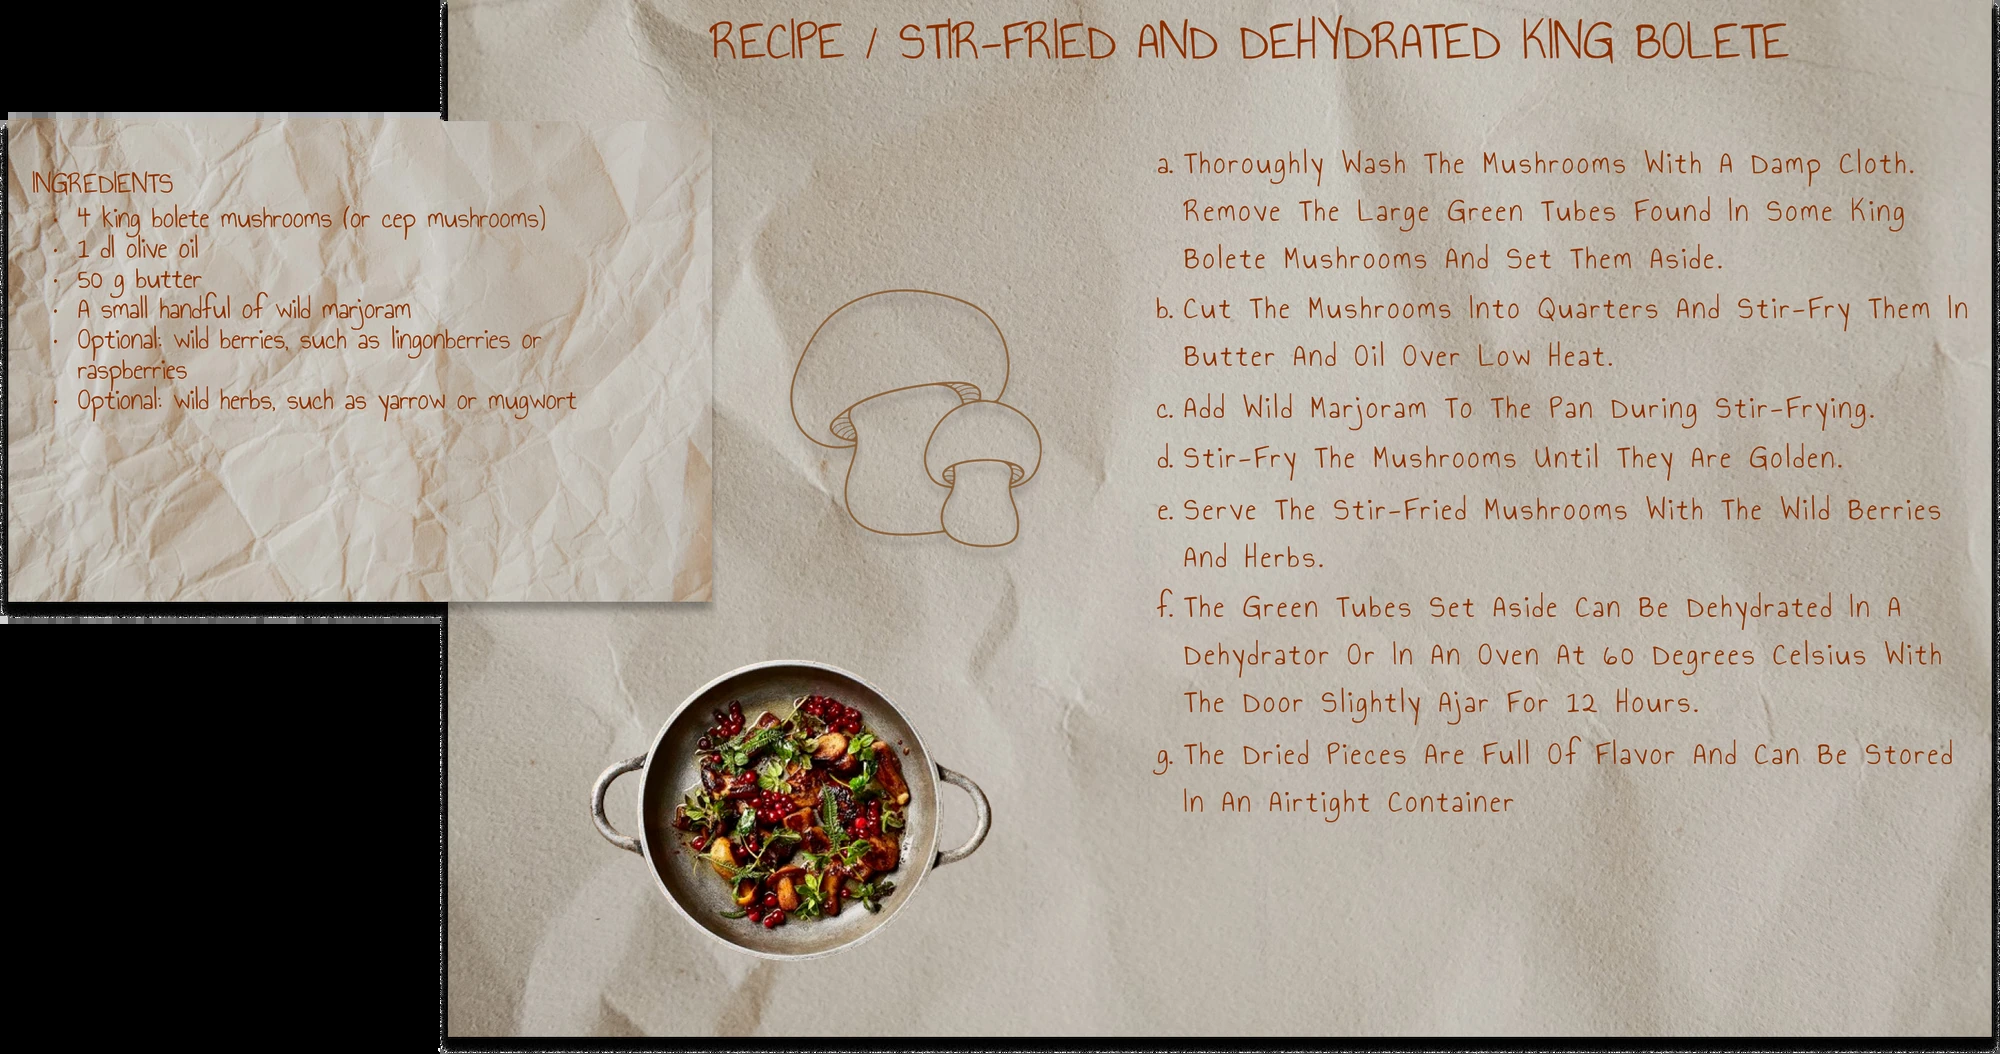 RECIPE / STIR-FRIED AND DEHYDRATED KING BOLETE
INGREDIENTS
• 4 king bolete mushrooms (or cep mushrooms)
• 1 dl olive oil
• 50 g butter
• A small handful of wild marjoram
• Optional: wild berries, such as lingonberries or
raspberries
• Optional: wild herbs, such as yarrow or mugwort
a. Thoroughly Wash The Mushrooms With A Damp Cloth.
Remove The Large Green Tubes Found In Some King
Bolete Mushrooms And Set Them Aside.
b. Cut The Mushrooms Into Quarters And Stir-Fry Them In
Butter And Oil Over Low Heat.
c. Add Wild Marjoram To The Pan During Stir-Frying.
d. Stir-Fry The Mushrooms Until They Are Golden.
e. Serve The Stir-Fried Mushrooms With The Wild Berries
And Herbs.
f. The Green Tubes Set Aside Can Be Dehydrated In A
Dehydrator Or In An Oven At 60 Degrees Celsius With
The Door Slightly Ajar For 12 Hours.
g. The Dried Pieces Are Full Of Flavor And Can Be Stored
In An Airtight Container